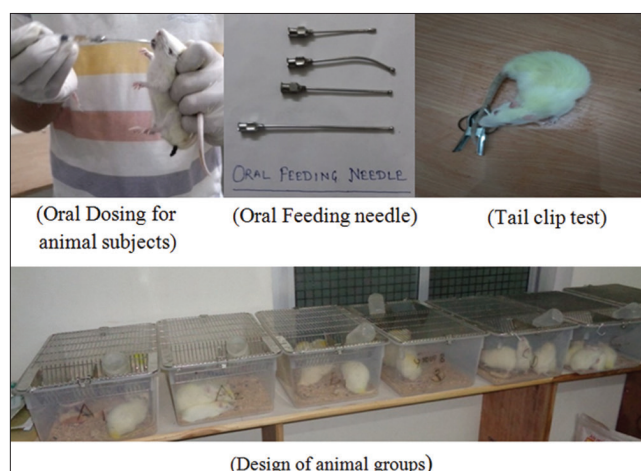 ORAL FEEDING NEEDLE
(Oral Dosing for
animal subjects)
(Oral Feeding needle)
(Tail clip test)
(Design of animal groups)